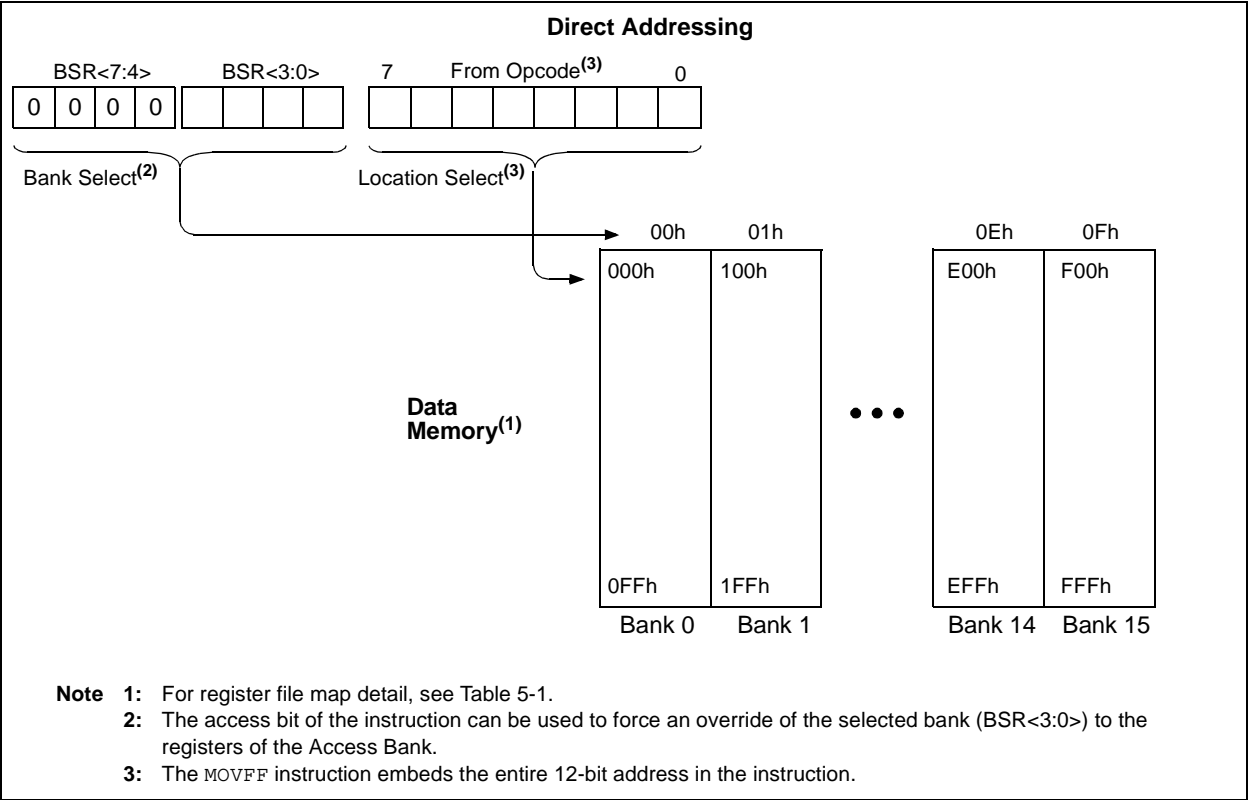 Direct Addressing
BSR<7:4> BSR<3:0> 7 From Opcode(3) 0
0 0 0 0
Bank Select(2) Location Select(3)
00h 01h 0Eh 0Fh
000h 100h E00h F00h
Data
Memory(1)
0FFh 1FFh EFFh FFFh
Bank 0 Bank 1 Bank 14 Bank 15
Note 1: For register file map detail, see Table 5-1.
2: The access bit of the instruction can be used to force an override of the selected bank (BSR<3:0>) to the
registers of the Access Bank.
3: The MOVFF instruction embeds the entire 12-bit address in the instruction.